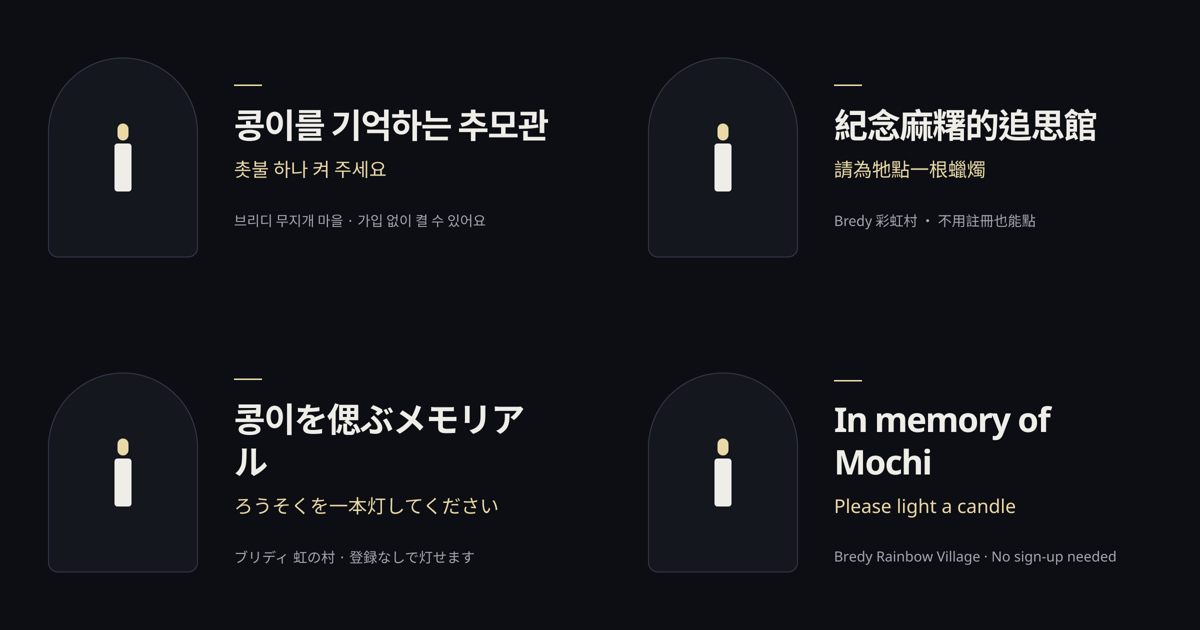 콩이를 기억하는 추모관
촛불 하나 켜 주세요
브리디 무지개 마을 · 가입 없이 켤 수 있어요
紀念麻糬的追思館
請為牠點一根蠟燭
Bredy 彩虹村 ・ 不用註冊也能點
콩이を偲ぶメモリア
ル
ろうそくを一本灯してください
ブリディ 虹の村 · 登録なしで灯せます
In memory of
Mochi
Please light a candle
Bredy Rainbow Village · No sign-up needed